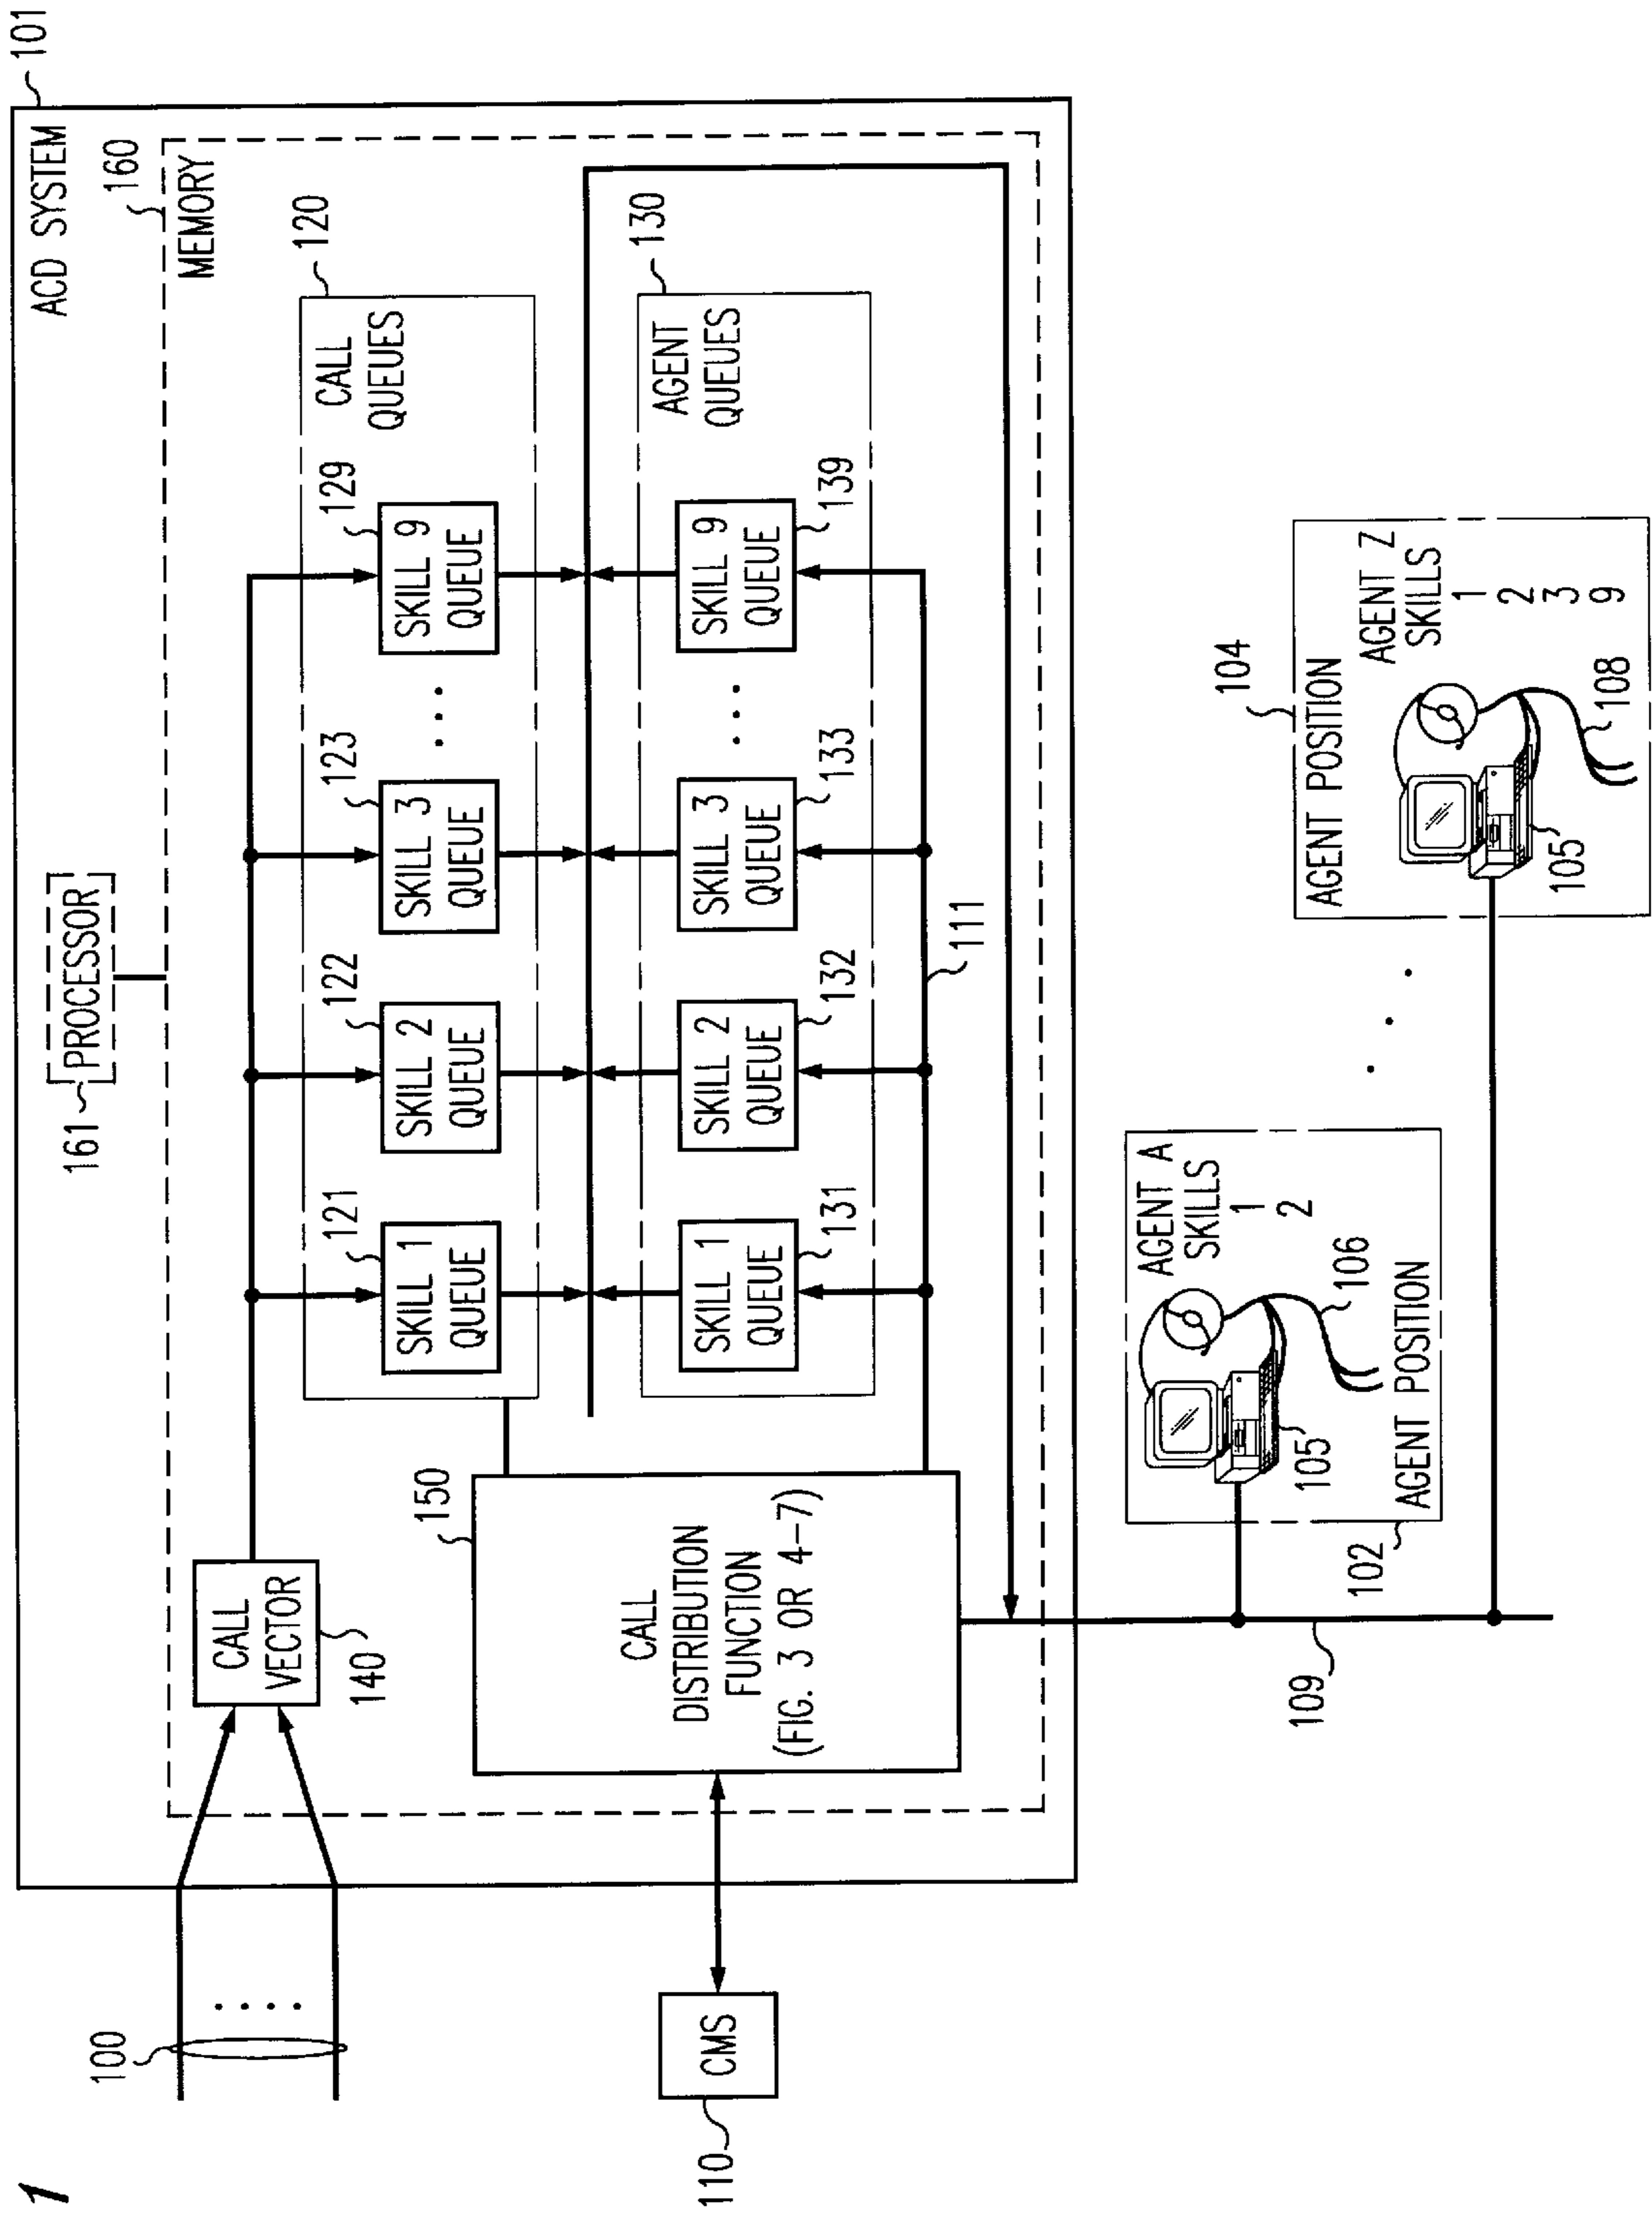 1
ACD SYSTEM
101
161
PROCESSOR
160
MEMORY
100
CALL
VECTOR
140
120
CALL
QUEUES
121
SKILL 1
QUEUE
122
SKILL 2
QUEUE
123
SKILL 3
QUEUE
...
129
SKILL 9
QUEUE
130
AGENT
QUEUES
SKILL 1
QUEUE
131
SKILL 2
QUEUE
132
SKILL 3
QUEUE
133
...
SKILL 9
QUEUE
139
111
150
CALL
DISTRIBUTION
FUNCTION
(FIG. 3 OR 4-7)
110
CMS
109
102
AGENT A
SKILLS
1
2
105
106
AGENT POSITION
104
AGENT POSITION
AGENT Z
SKILLS
1
2
3
9
105
108